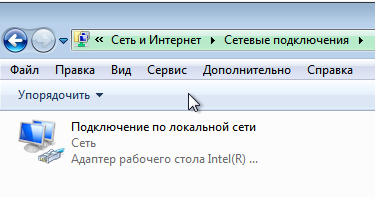 « Сеть и Интернет ▸ Сетевые подключения ▸
Файл Правка Вид Сервис Дополнительно Справка
Упорядочить ▼
Подключение по локальной сети
Сеть
Адаптер рабочего стола Intel(R) ...